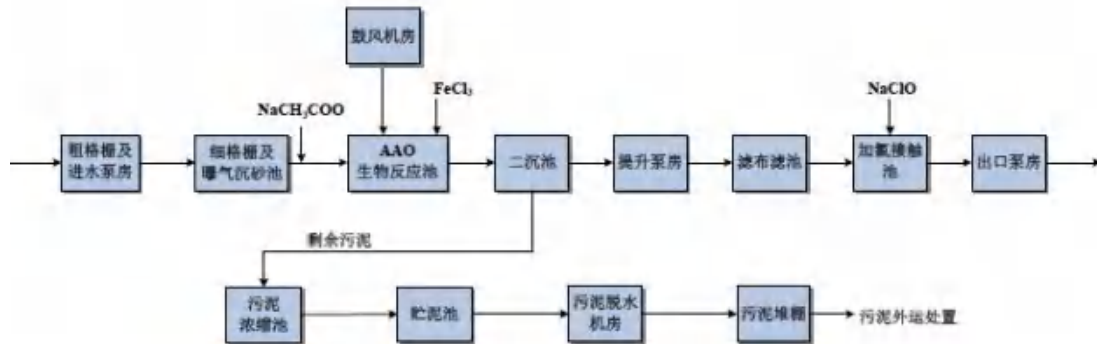 鼓风机房
FeCl₃
NaCH₃COO
NaClO
粗格栅及
进水泵房
细格栅及
曝气沉砂池
AAO
生物反应池
二沉池
提升泵房
滤布滤池
加氯接触
池
出口泵房
剩余污泥
污泥
浓缩池
贮泥池
污泥脱水
机房
污泥堆棚
污泥外运处置